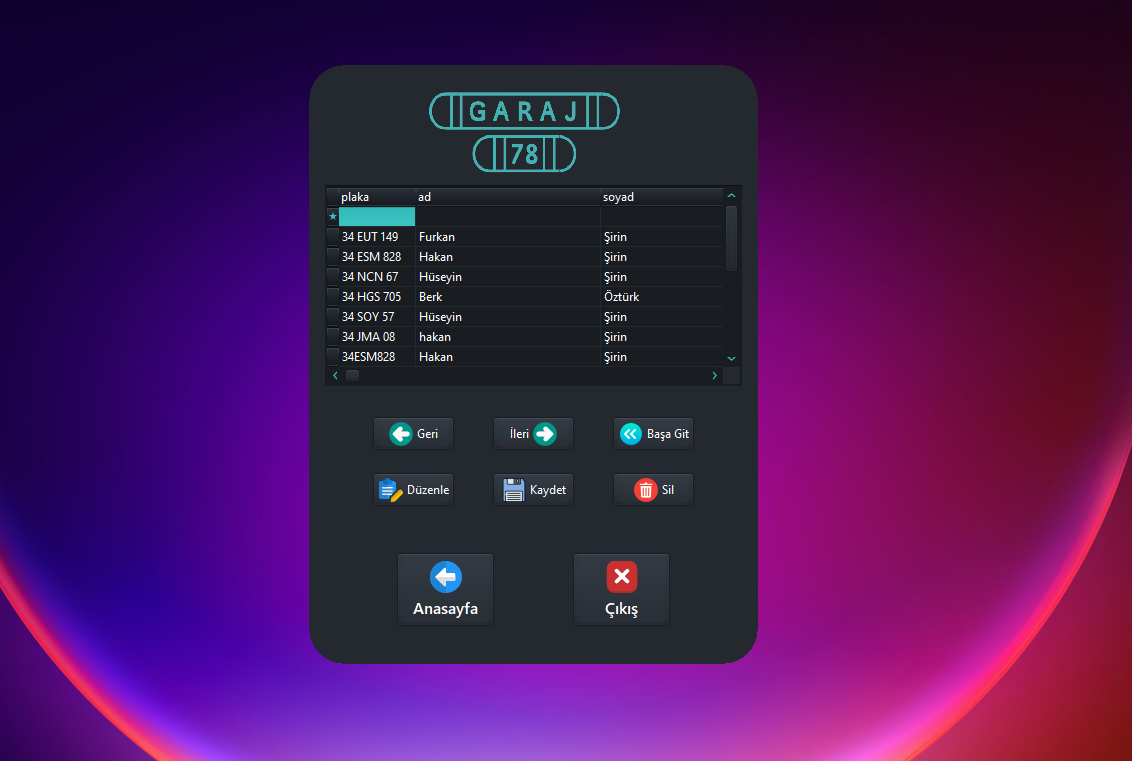 GARAJ
78
plaka ad soyad
34 EUT 149 Furkan Şirin
34 ESM 828 Hakan Şirin
34 NCN 67 Hüseyin Şirin
34 HGS 705 Berk Öztürk
34 SOY 57 Hüseyin Şirin
34 JMA 08 hakan Şirin
34ESM828 Hakan Şirin
Geri İleri Başa Git
Düzenle Kaydet Sil
Anasayfa Çıkış